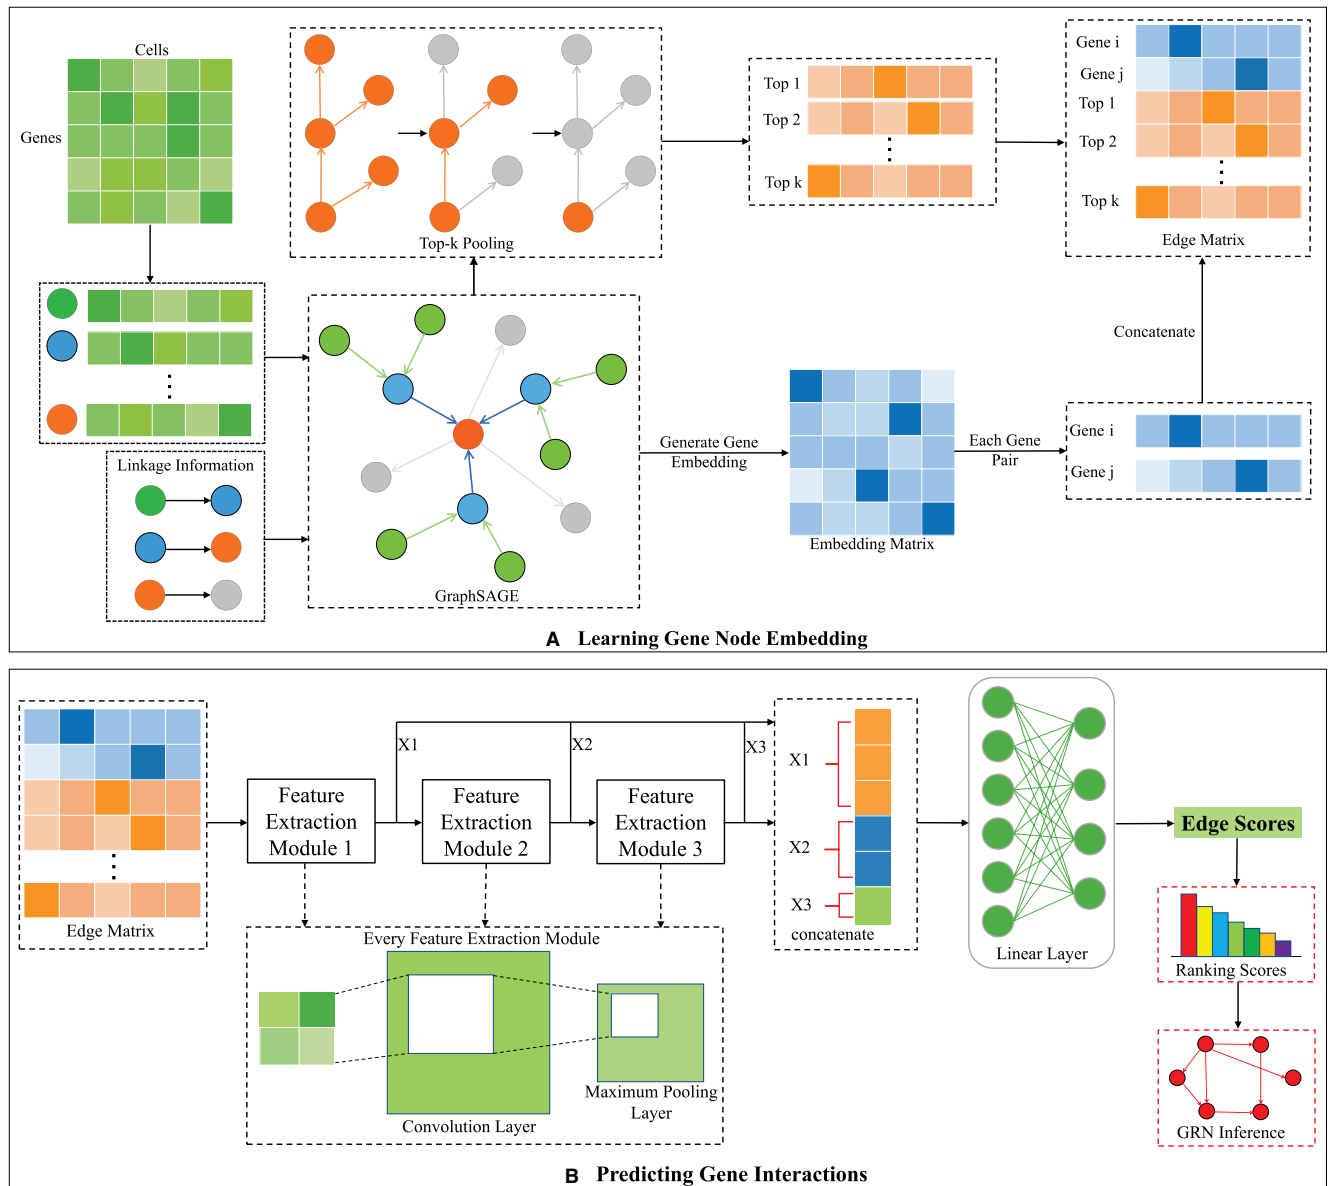 Cells
Genes
Top-k Pooling
Top 1
Top 2
Top k
Gene i
Gene j
Top 1
Top 2
Top k
Edge Matrix
Linkage Information
GraphSAGE
Generate Gene
Embedding
Embedding Matrix
Each Gene
Pair
Gene i
Gene j
Concatenate
A Learning Gene Node Embedding
Edge Matrix
Feature
Extraction
Module 1
X1
Feature
Extraction
Module 2
X2
Feature
Extraction
Module 3
X3
Every Feature Extraction Module
Convolution Layer
Maximum Pooling
Layer
X1
X2
X3
concatenate
Linear Layer
Edge Scores
Ranking Scores
GRN Inference
B Predicting Gene Interactions